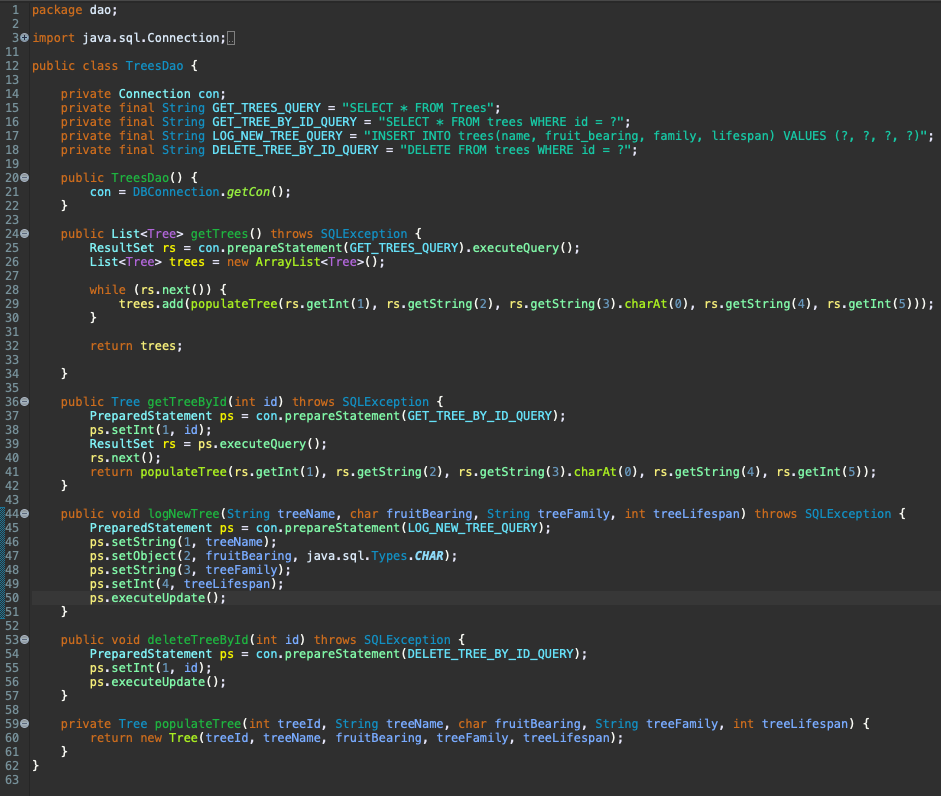 1 package dao;
2
3 import java.sql.Connection;
11
12 public class TreesDao {
13
14     private Connection con;
15     private final String GET_TREES_QUERY = "SELECT * FROM Trees";
16     private final String GET_TREE_BY_ID_QUERY = "SELECT * FROM trees WHERE id = ?";
17     private final String LOG_NEW_TREE_QUERY = "INSERT INTO trees(name, fruit_bearing, family, lifespan) VALUES (?, ?, ?, ?)";
18     private final String DELETE_TREE_BY_ID_QUERY = "DELETE FROM trees WHERE id = ?";
19
20     public TreesDao() {
21         con = DBConnection.getCon();
22     }
23
24     public List<Tree> getTrees() throws SQLException {
25         ResultSet rs = con.prepareStatement(GET_TREES_QUERY).executeQuery();
26         List<Tree> trees = new ArrayList<Tree>();
27
28         while (rs.next()) {
29             trees.add(populateTree(rs.getInt(1), rs.getString(2), rs.getString(3).charAt(0), rs.getString(4), rs.getInt(5)));
30         }
31
32         return trees;
33
34     }
35
36     public Tree getTreeById(int id) throws SQLException {
37         PreparedStatement ps = con.prepareStatement(GET_TREE_BY_ID_QUERY);
38         ps.setInt(1, id);
39         ResultSet rs = ps.executeQuery();
40         rs.next();
41         return populateTree(rs.getInt(1), rs.getString(2), rs.getString(3).charAt(0), rs.getString(4), rs.getInt(5));
42     }
43
44     public void logNewTree(String treeName, char fruitBearing, String treeFamily, int treeLifespan) throws SQLException {
45         PreparedStatement ps = con.prepareStatement(LOG_NEW_TREE_QUERY);
46         ps.setString(1, treeName);
47         ps.setObject(2, fruitBearing, java.sql.Types.CHAR);
48         ps.setString(3, treeFamily);
49         ps.setInt(4, treeLifespan);
50         ps.executeUpdate();
51     }
52
53     public void deleteTreeById(int id) throws SQLException {
54         PreparedStatement ps = con.prepareStatement(DELETE_TREE_BY_ID_QUERY);
55         ps.setInt(1, id);
56         ps.executeUpdate();
57     }
58
59     private Tree populateTree(int treeId, String treeName, char fruitBearing, String treeFamily, int treeLifespan) {
60         return new Tree(treeId, treeName, fruitBearing, treeFamily, treeLifespan);
61     }
62 }
63